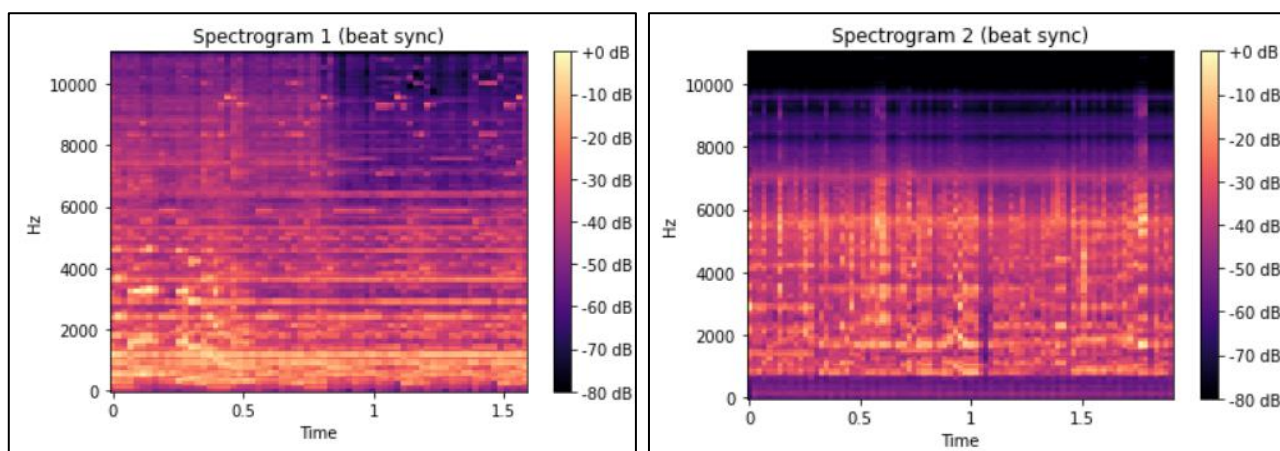 Spectrogram 1 (beat sync)
10000
8000
6000
4000
2000
0
Hz
0
0.5
1
1.5
Time
+0 dB
-10 dB
-20 dB
-30 dB
-40 dB
-50 dB
-60 dB
-70 dB
-80 dB
Spectrogram 2 (beat sync)
10000
8000
6000
4000
2000
0
Hz
0
0.5
1
1.5
Time
+0 dB
-10 dB
-20 dB
-30 dB
-40 dB
-50 dB
-60 dB
-70 dB
-80 dB